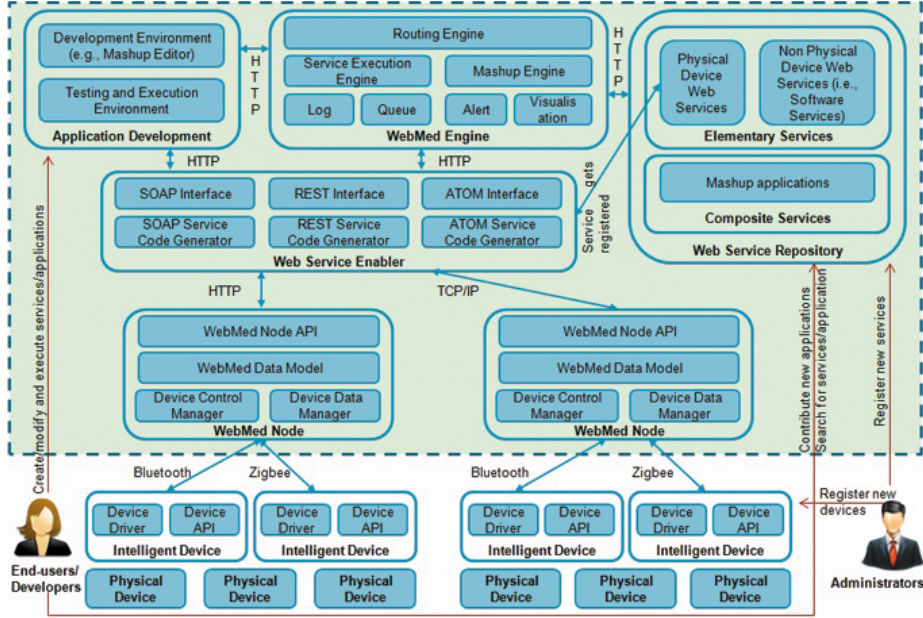 Development Environment
(e.g., Mashup Editor)
Testing and Execution
Environment
Application Development
HTTP
Routing Engine
Service Execution
Engine
Mashup Engine
Log
Queue
Alert
Visualis
ation
WebMed Engine
HTTP
Physical
Device
Web
Services
Non Physical
Device Web
Services (i.e.,
Software
Services)
Elementary Services
Mashup applications
Composite Services
Web Service Repository
HTTP
HTTP
SOAP Interface
REST Interface
ATOM Interface
SOAP Service
Code Generator
REST Service
Code Gnenerator
ATOM Service
Code Generator
Web Service Enabler
Service gets
registered
HTTP
TCP/IP
WebMed Node API
WebMed Data Model
Device Control
Manager
Device Data
Manager
WebMed Node
WebMed Node API
WebMed Data Model
Device Control
Manager
Device Data
Manager
WebMed Node
Create/modify and execute services/applications
Contribute new applications
Search for services/application
Register new services
Bluetooth
Zigbee
Bluetooth
Zigbee
Device
Driver
Device
API
Intelligent Device
Device
Driver
Device
API
Intelligent Device
Device
Driver
Device
API
Intelligent Device
Device
Driver
Device
API
Intelligent Device
Register new
devices
End-users/
Developers
Administrators
Physical
Device
Physical
Device
Physical
Device
Physical
Device
Physical
Device
Physical
Device